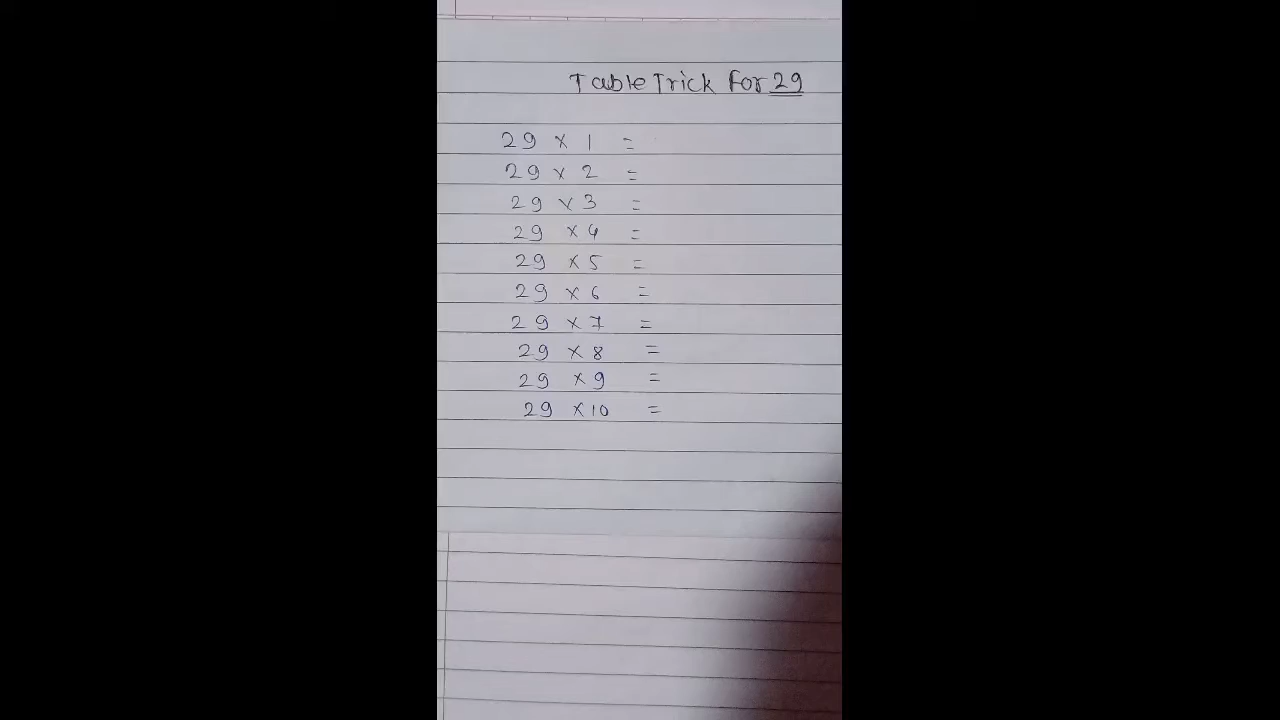 Table Trick for 29
29 × 1 =
29 × 2 =
29 × 3 =
29 × 4 =
29 × 5 =
29 × 6 =
29 × 7 =
29 × 8 =
29 × 9 =
29 × 10 =